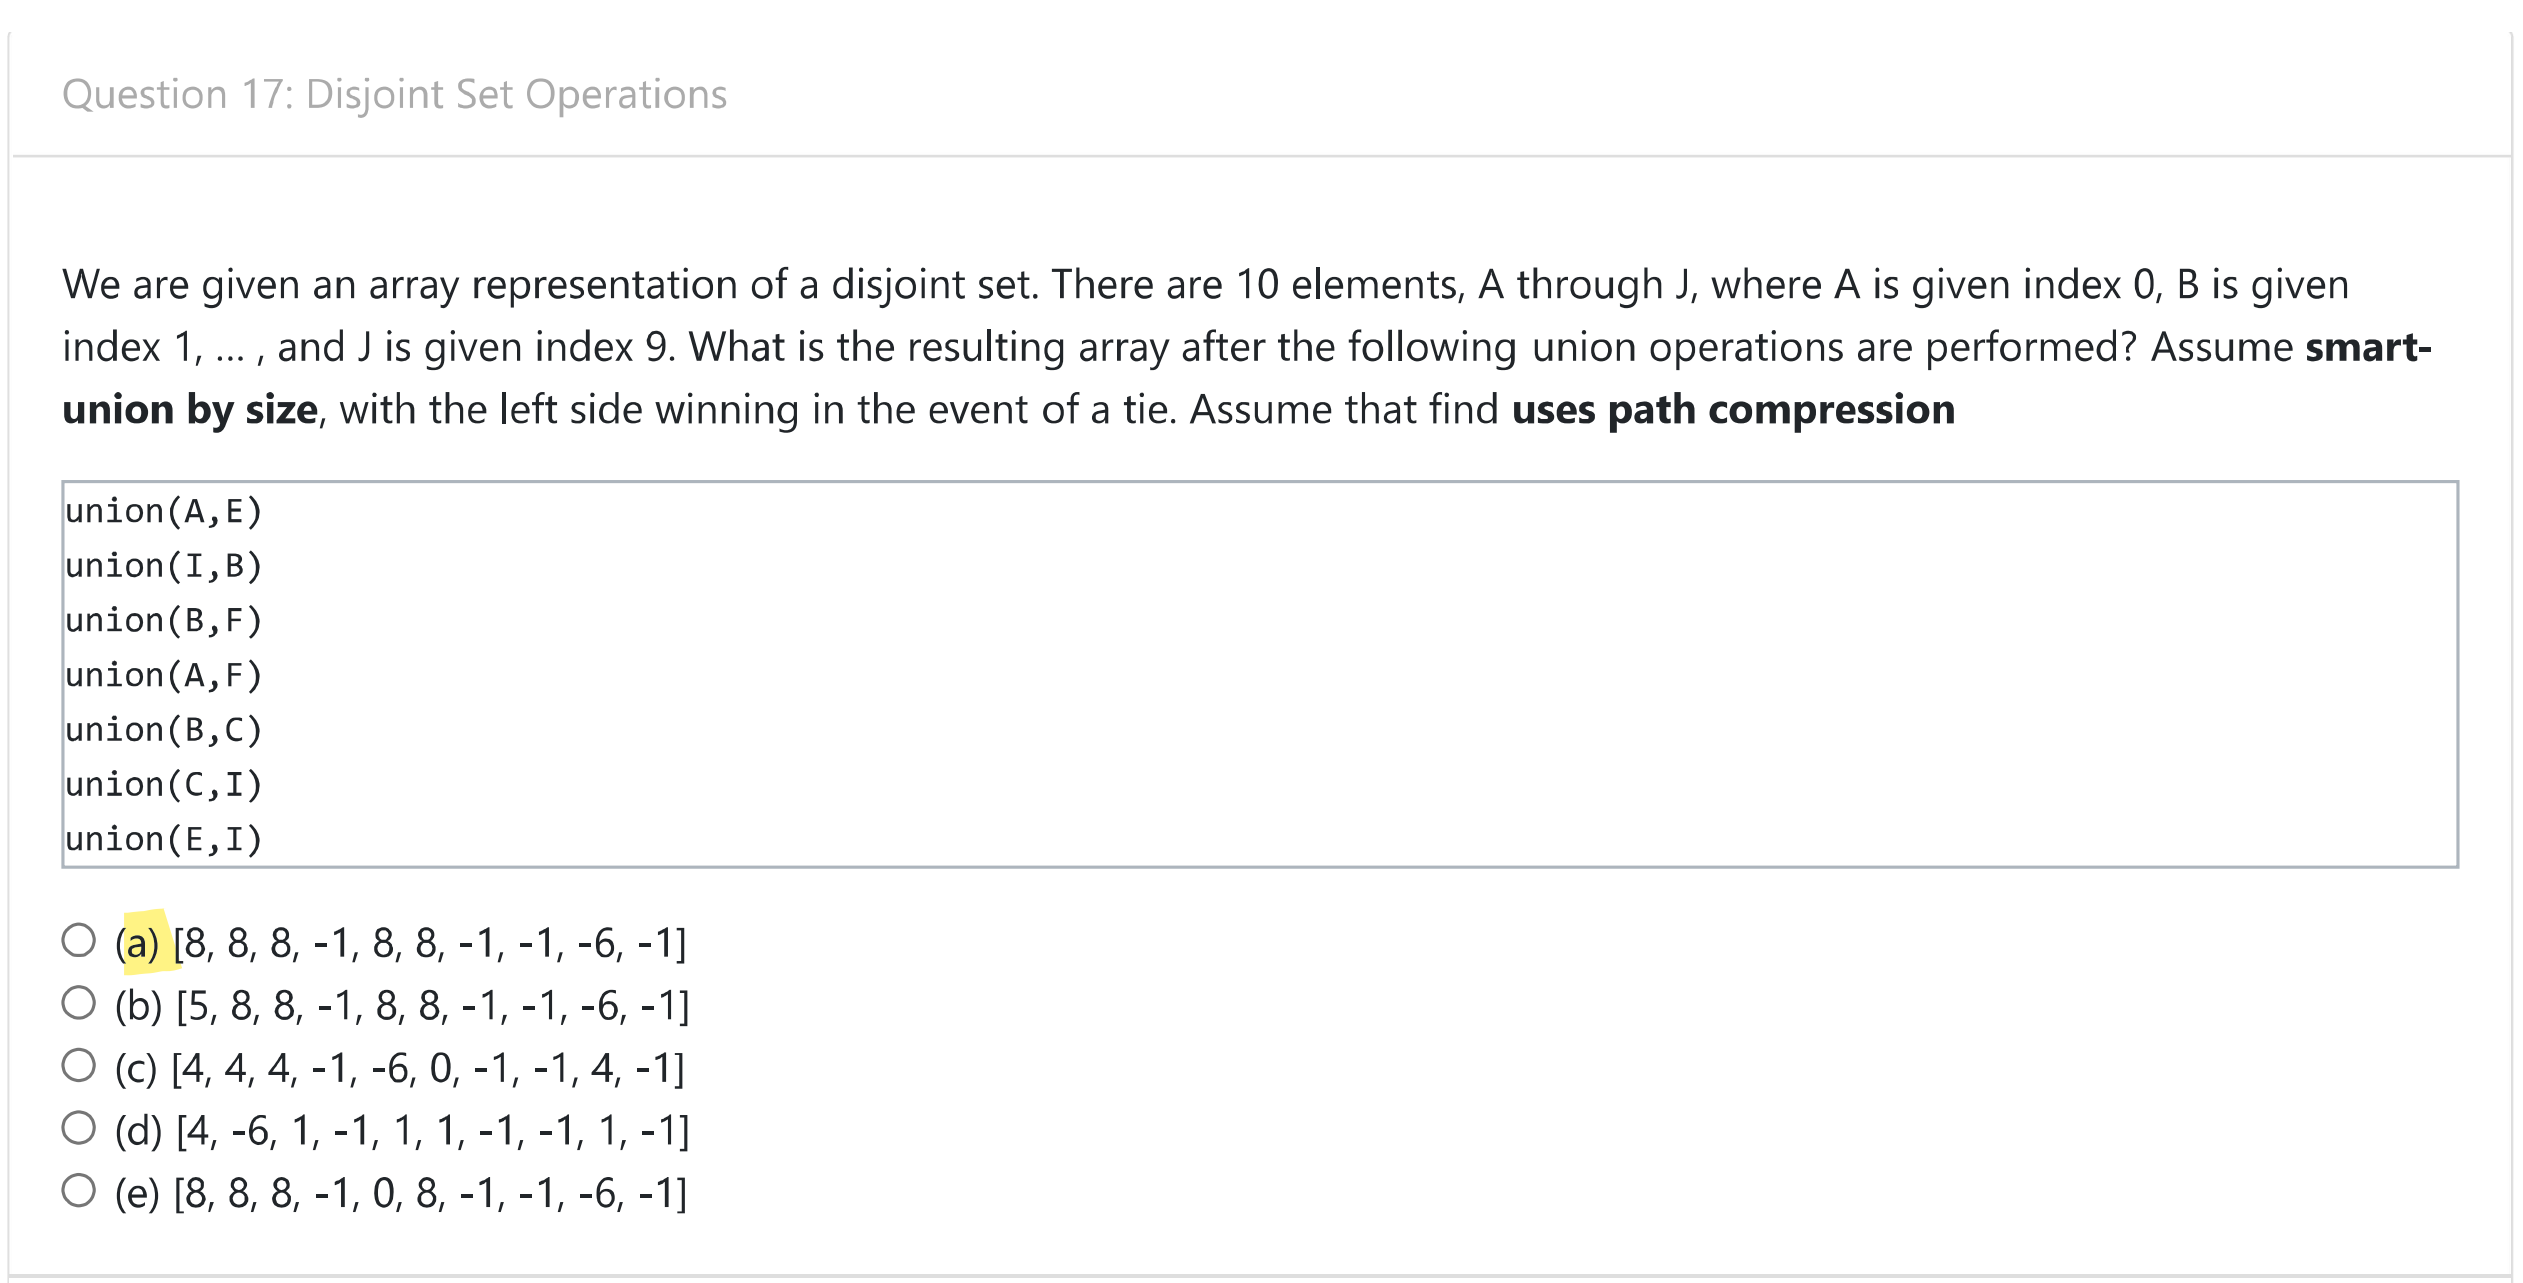 Question 17: Disjoint Set Operations
We are given an array representation of a disjoint set. There are 10 elements, A through J, where A is given index 0, B is given
index 1, ... , and J is given index 9. What is the resulting array after the following union operations are performed? Assume smart-
union by size, with the left side winning in the event of a tie. Assume that find uses path compression
union(A,E)
union(I,B)
union(B,F)
union(A,F)
union(B,C)
union(C,I)
union(E,I)
(a) [8, 8, 8, -1, 8, 8, -1, -1, -6, -1]
(b) [5, 8, 8, -1, 8, 8, -1, -1, -6, -1]
(c) [4, 4, 4, -1, -6, 0, -1, -1, 4, -1]
(d) [4, -6, 1, -1, 1, 1, -1, -1, 1, -1]
(e) [8, 8, 8, -1, 0, 8, -1, -1, -6, -1]